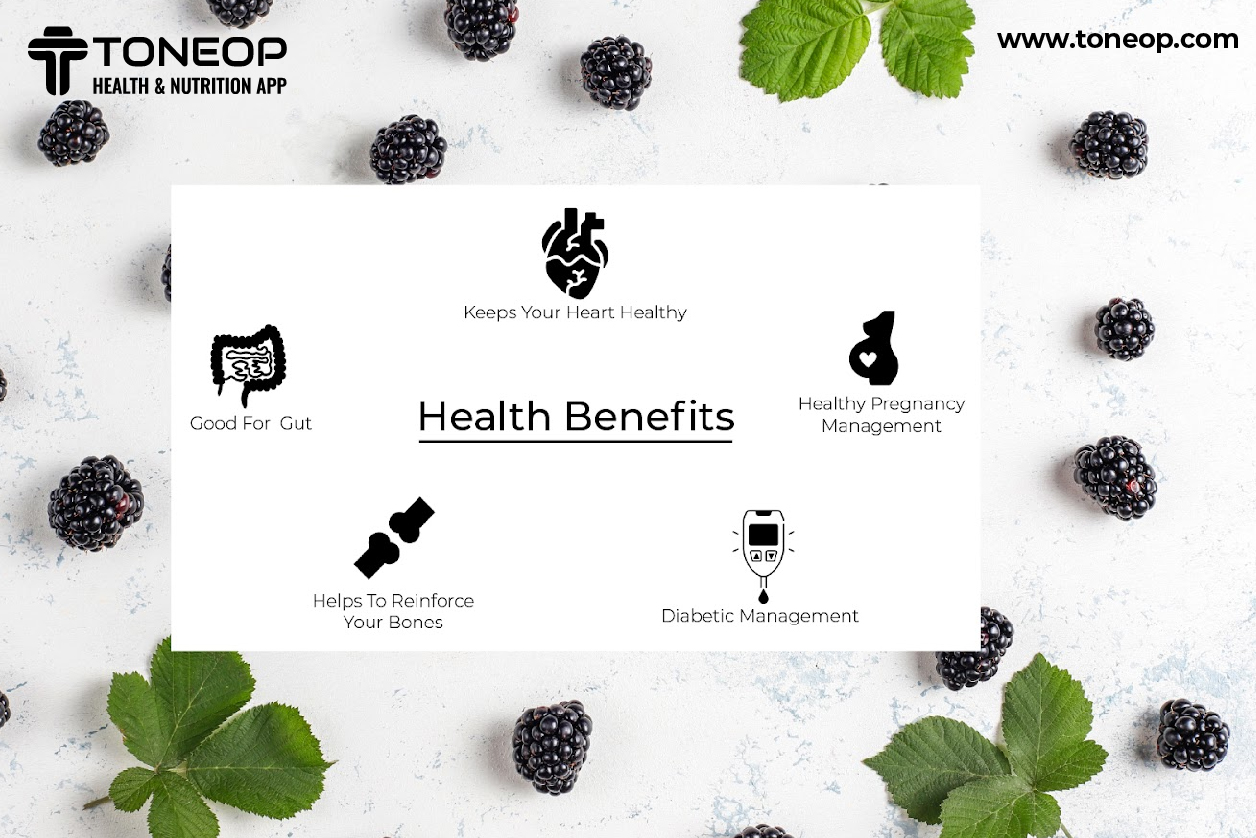 TONEOP
HEALTH & NUTRITION APP
www.toneop.com
Keeps Your Heart Healthy
Good For Gut
Health Benefits
Healthy Pregnancy
Management
Helps To Reinforce
Your Bones
Diabetic Management